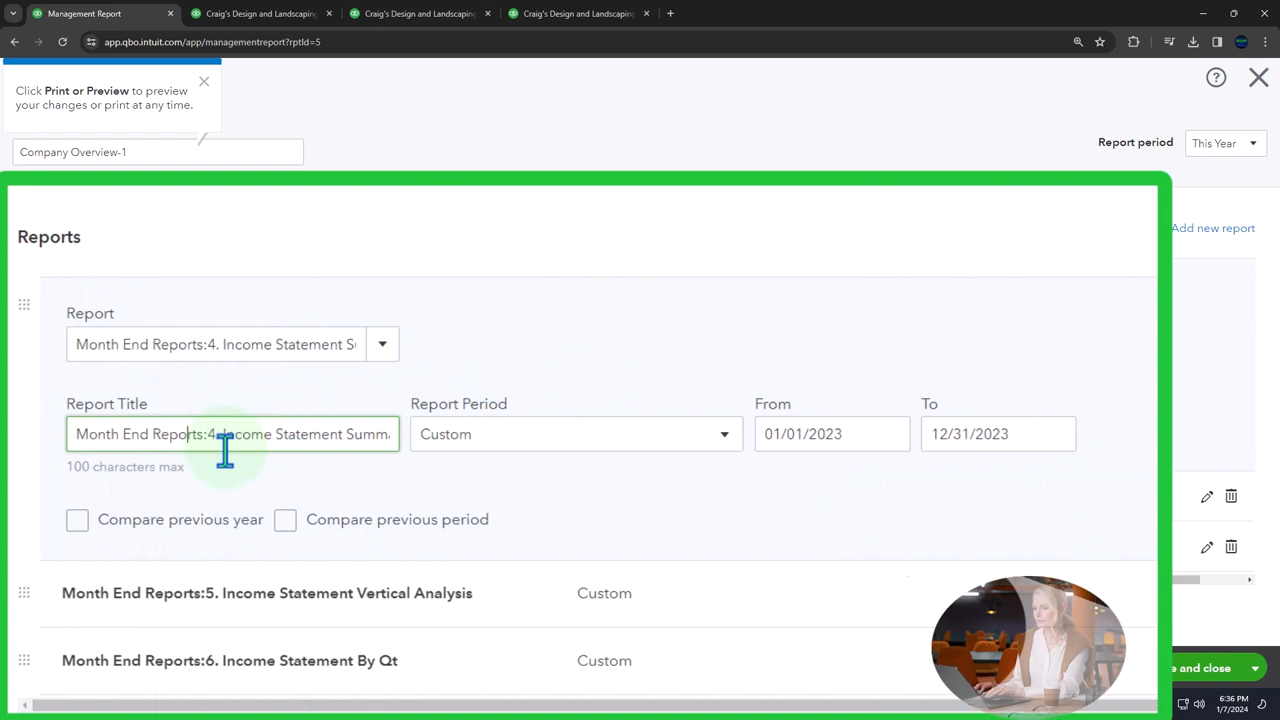 Management Report
Craig's Design and Landscaping
Craig's Design and Landscaping
Craig's Design and Landscaping
app.qbo.intuit.com/app/managementreport?rptId=5
Click Print or Preview to preview
your changes or print at any time.
Company Overview-1
Report period
This Year
Reports
Add new report
Report
Month End Reports:4. Income Statement S
Report Title
Report Period
From
To
Month End Reports:4. Income Statement Summa
Custom
01/01/2023
12/31/2023
100 characters max
Compare previous year
Compare previous period
Month End Reports:5. Income Statement Vertical Analysis
Custom
Month End Reports:6. Income Statement By Qt
Custom
e and close
6:36 PM
1/7/2024